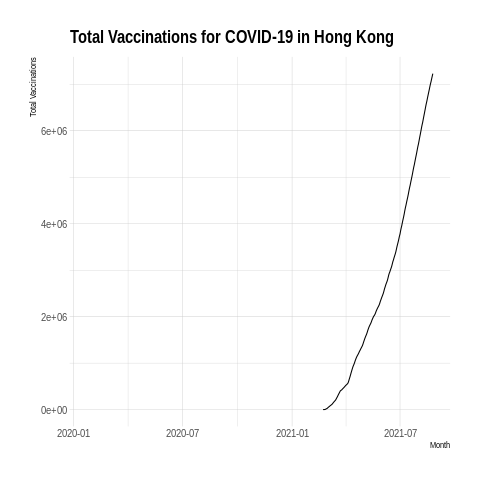 Total Vaccinations for COVID-19 in Hong Kong
Total Vaccinations
6e+06
4e+06
2e+06
0e+00
2020-01 2020-07 2021-01 2021-07
Month